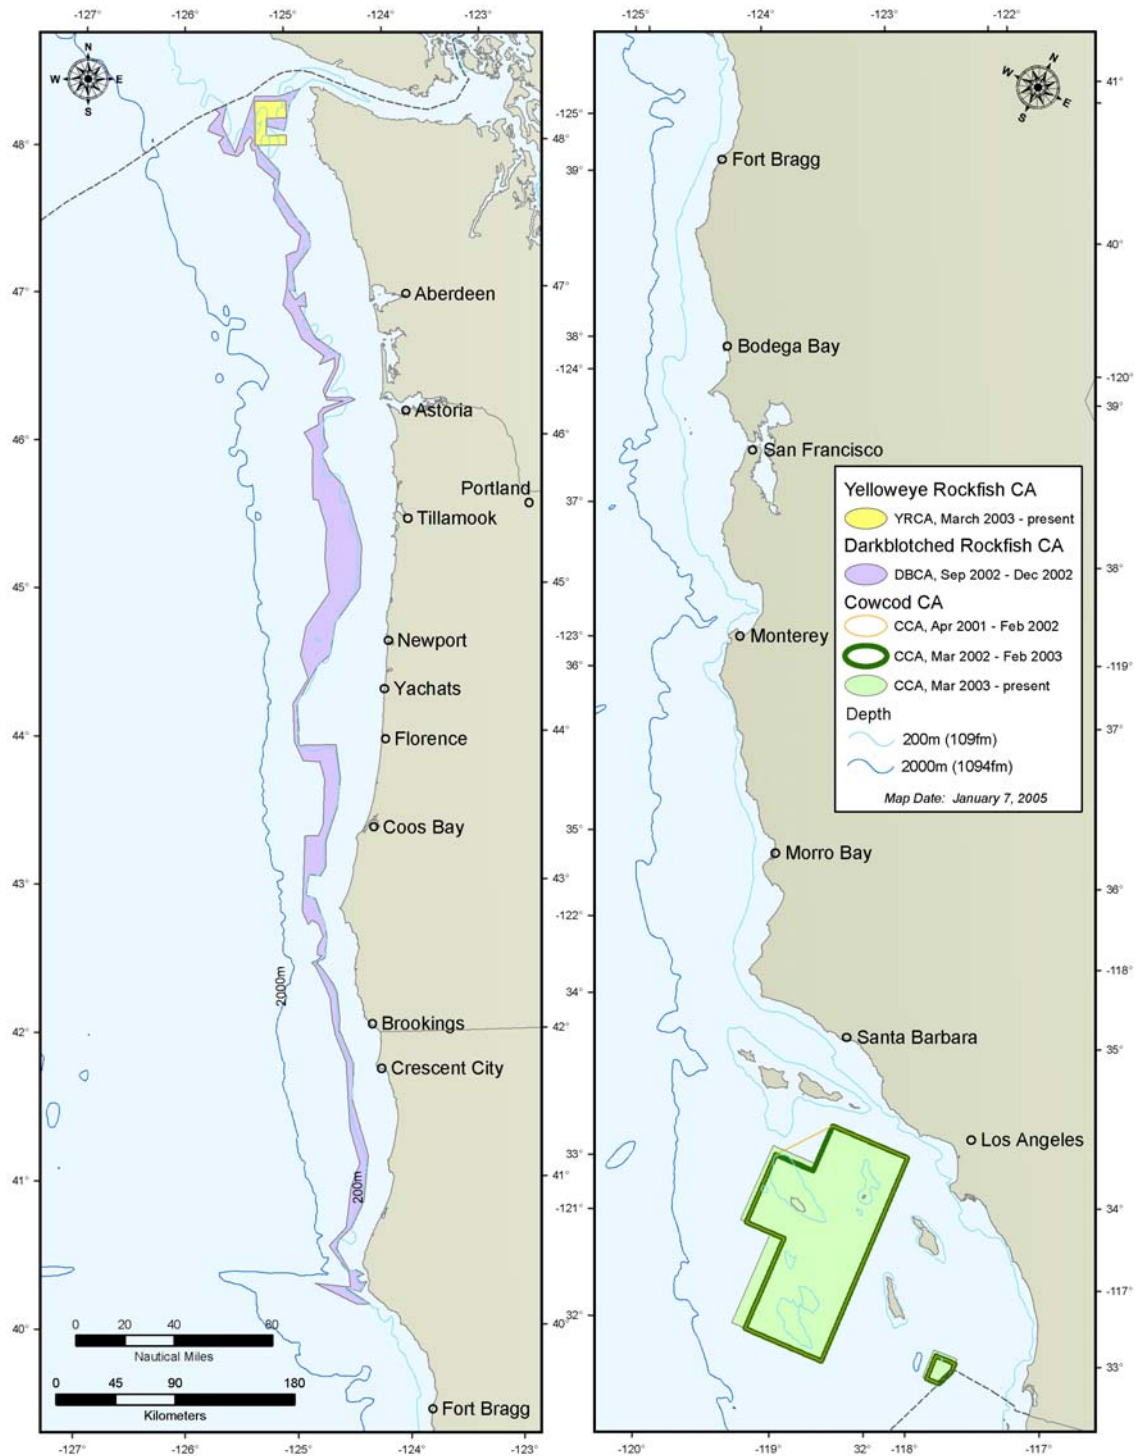 -127° -126° -125° -124° -123°
N
W E
S
48°
47°
46°
45°
44°
43°
42°
41°
40°
48°
47°
46°
45°
44°
43°
42°
41°
40°
Aberdeen
Astoria
Portland
Tillamook
Newport
Yachats
Florence
Coos Bay
2000m
Brookings
Crescent City
200m
0 20 40 80
Nautical Miles
0 45 90 180
Kilometers
Fort Bragg
-127° -126° -125° -124° -123°
-125° -124° -123° -122°
N
W E
S
-125°
39°
38°
-124°
37°
-123°
36°
35°
-122°
34°
33°
-121°
32°
41°
40°
-120°
39°
38°
-119°
37°
36°
-118°
35°
34°
-117°
33°
Fort Bragg
Bodega Bay
San Francisco
Monterey
Morro Bay
Santa Barbara
Los Angeles
Yelloweye Rockfish CA
YRCA, March 2003 - present
Darkblotched Rockfish CA
DBCA, Sep 2002 - Dec 2002
Cowcod CA
CCA, Apr 2001 - Feb 2002
CCA, Mar 2002 - Feb 2003
CCA, Mar 2003 - present
Depth
200m (109fm)
2000m (1094fm)
Map Date: January 7, 2005
-120° -119° 32° -118° -117°